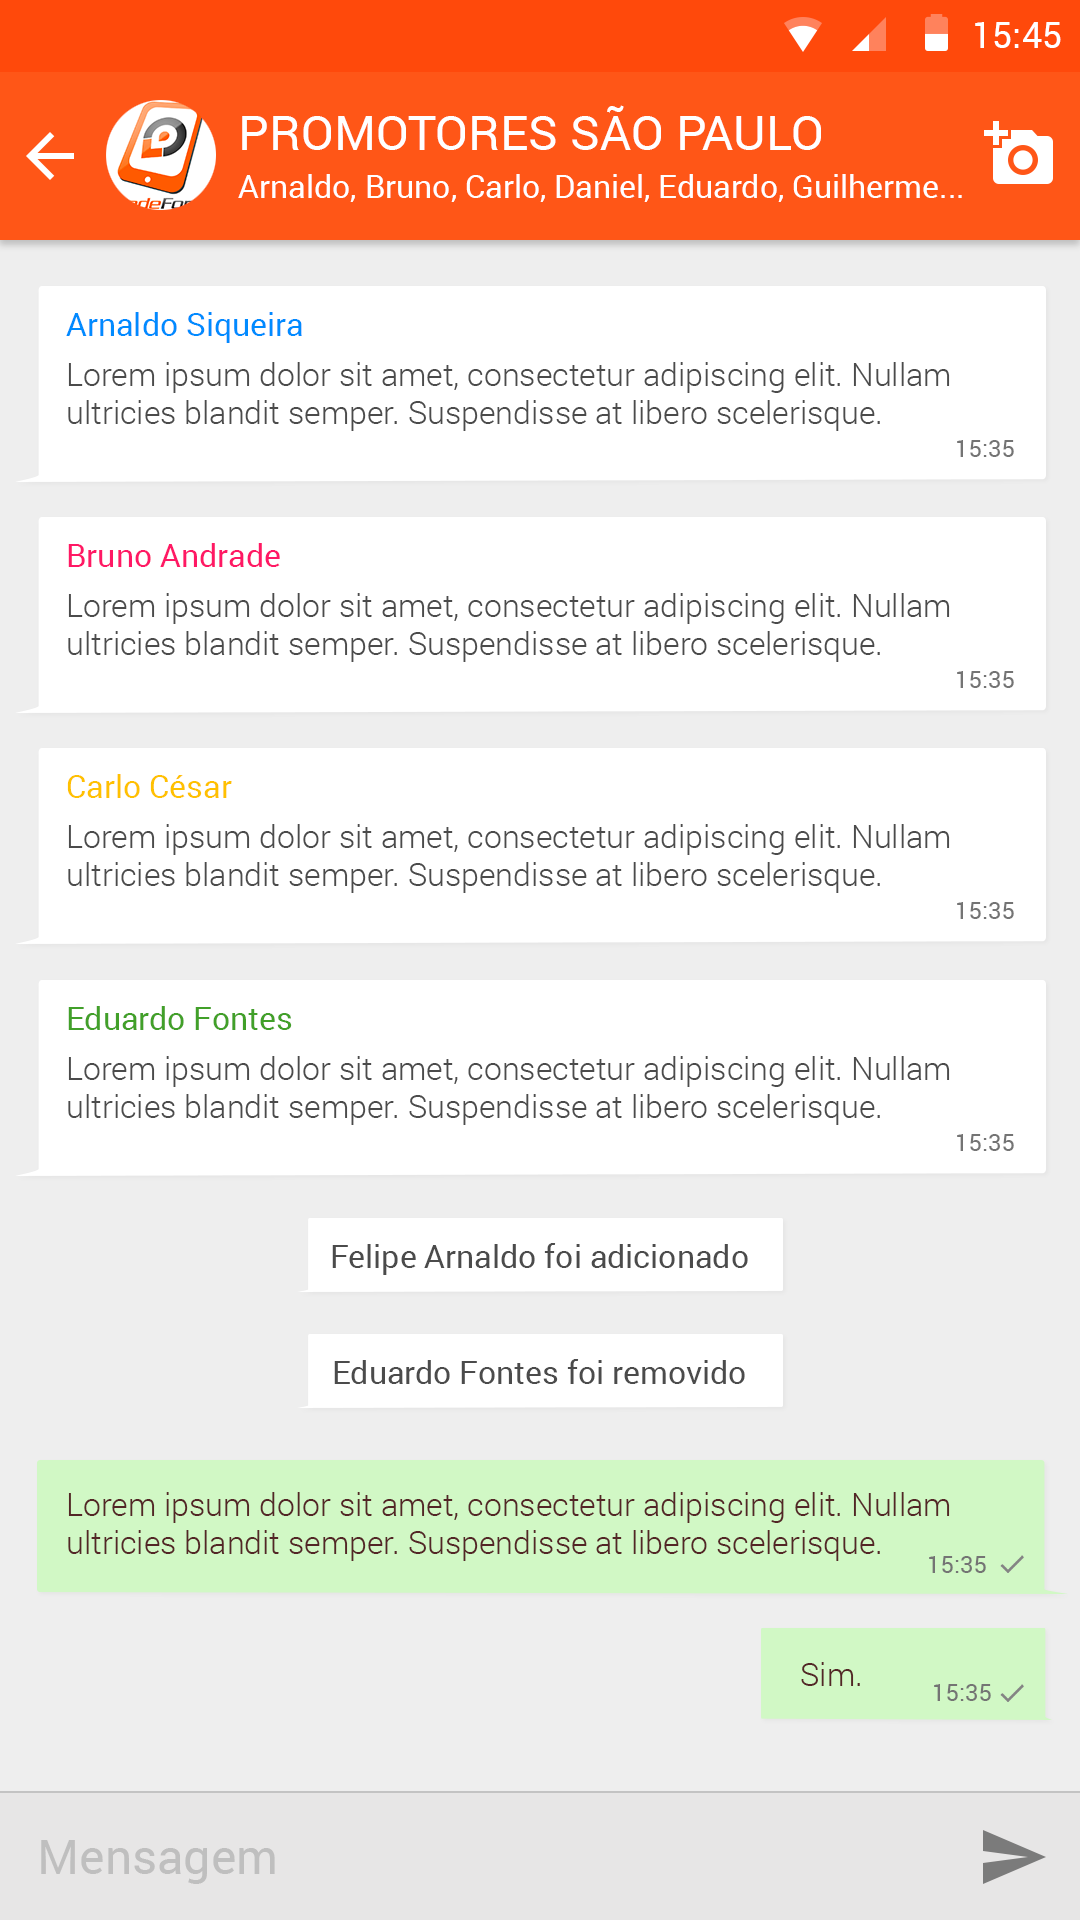 15:45
PROMOTORES SÃO PAULO
Arnaldo, Bruno, Carlo, Daniel, Eduardo, Guilherme...
Arnaldo Siqueira
Lorem ipsum dolor sit amet, consectetur adipiscing elit. Nullam
ultricies blandit semper. Suspendisse at libero scelerisque.
15:35
Bruno Andrade
Lorem ipsum dolor sit amet, consectetur adipiscing elit. Nullam
ultricies blandit semper. Suspendisse at libero scelerisque.
15:35
Carlo César
Lorem ipsum dolor sit amet, consectetur adipiscing elit. Nullam
ultricies blandit semper. Suspendisse at libero scelerisque.
15:35
Eduardo Fontes
Lorem ipsum dolor sit amet, consectetur adipiscing elit. Nullam
ultricies blandit semper. Suspendisse at libero scelerisque.
15:35
Felipe Arnaldo foi adicionado
Eduardo Fontes foi removido
Lorem ipsum dolor sit amet, consectetur adipiscing elit. Nullam
ultricies blandit semper. Suspendisse at libero scelerisque.
15:35
Sim.
15:35
Mensagem